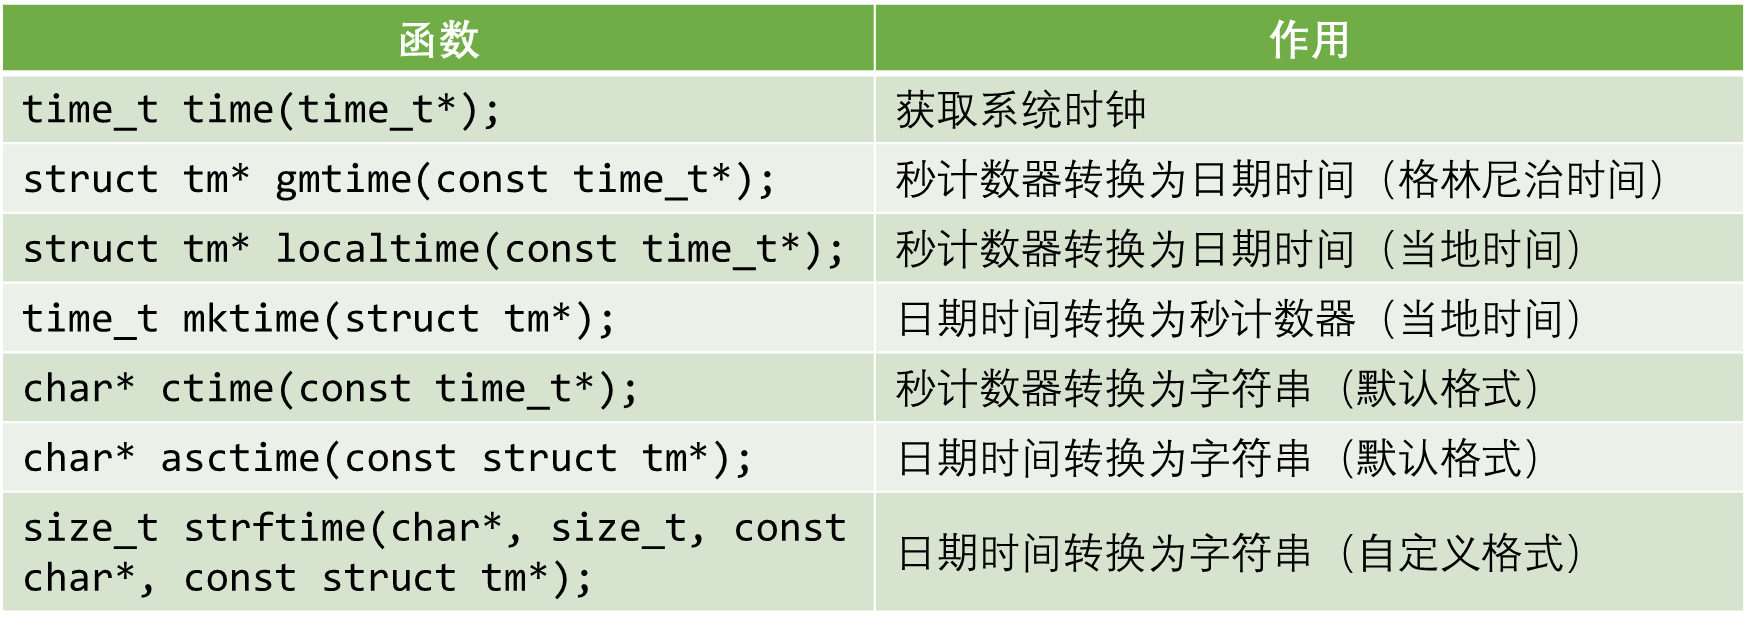 函数
作用
time_t time(time_t*);
获取系统时钟
struct tm* gmtime(const time_t*);
秒计数器转换为日期时间（格林尼治时间）
struct tm* localtime(const time_t*);
秒计数器转换为日期时间（当地时间）
time_t mktime(struct tm*);
日期时间转换为秒计数器（当地时间）
char* ctime(const time_t*);
秒计数器转换为字符串（默认格式）
char* asctime(const struct tm*);
日期时间转换为字符串（默认格式）
size_t strftime(char*, size_t, const
char*, const struct tm*);
日期时间转换为字符串（自定义格式）